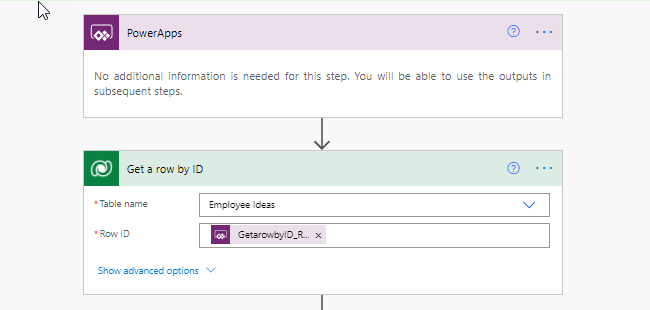 PowerApps
No additional information is needed for this step. You will be able to use the outputs in
subsequent steps.
Get a row by ID
* Table name
Employee Ideas
* Row ID
GetarowbyID_R...
Show advanced options